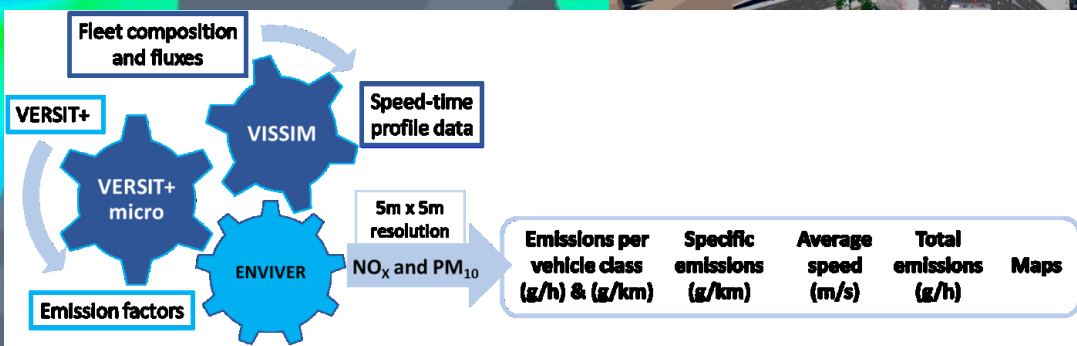 Fleet composition
and fluxes
VERSIT+
VISSIM
Speed-time
profile data
VERSIT+
micro
5m x 5m
resolution
ENVIVER
NOX and PM10
Emission factors
Emissions per
vehicle class
(g/h) & (g/km)
Specific
emissions
(g/km)
Average
speed
(m/s)
Total
emissions
(g/h)
Maps